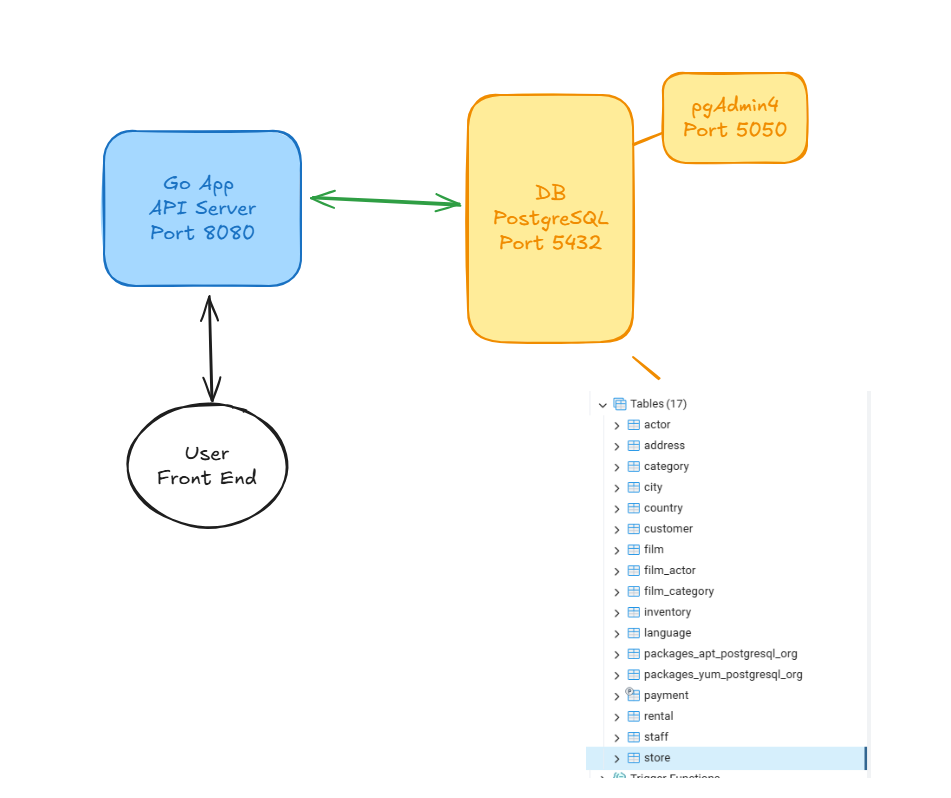 pgAdmin4
Port 5050
Go App
API Server
Port 8080
DB
PostgreSQL
Port 5432
User
Front End
Tables (17)
actor
address
category
city
country
customer
film
film_actor
film_category
inventory
language
packages_apt_postgresql_org
packages_yum_postgresql_org
payment
rental
staff
store
Trigger Functions